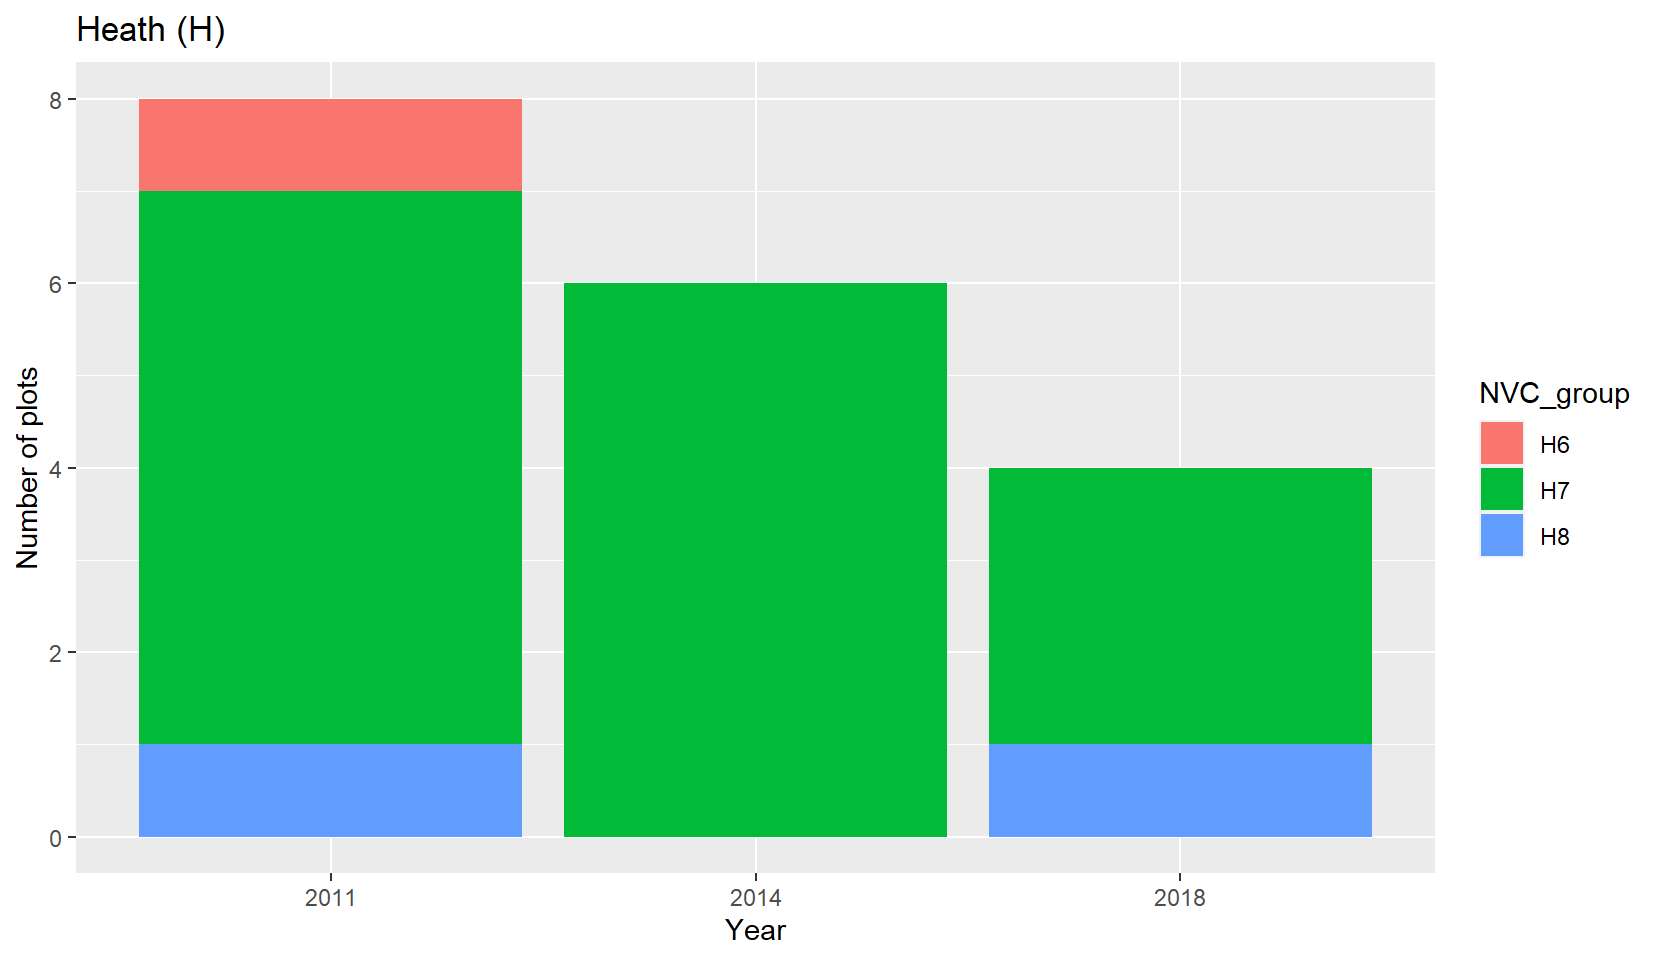 Heath (H)
8
6
4
2
0
Number of plots
2011
2014
2018
Year
NVC_group
H6
H7
H8